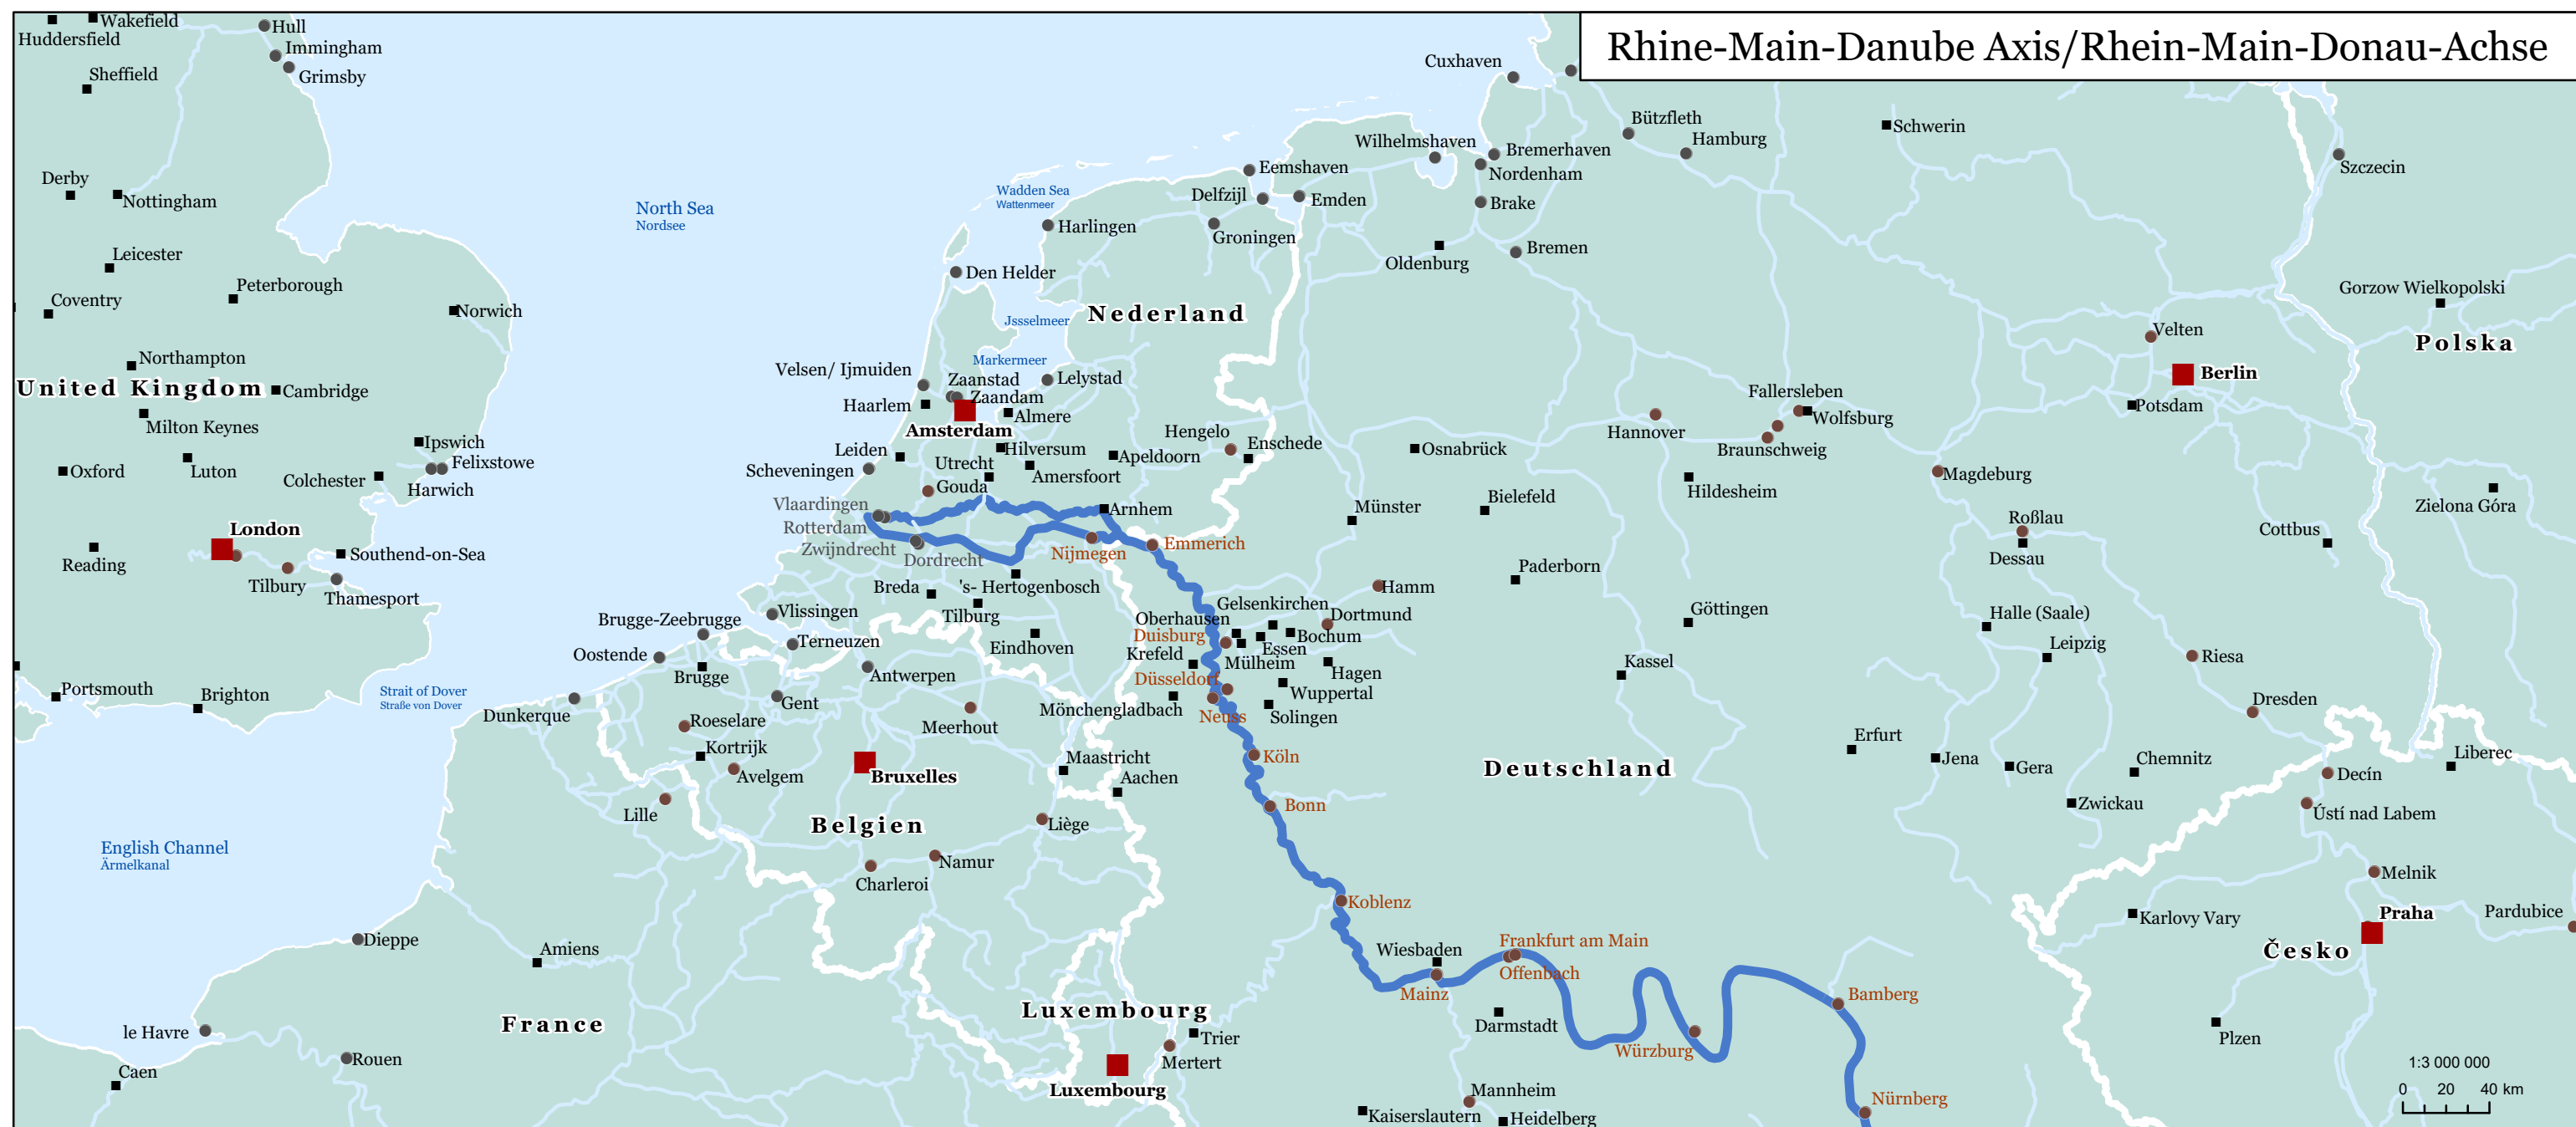 Rhine-Main-Danube Axis/Rhein-Main-Donau-Achse
Wakefield
Huddersfield
Hull
Immingham
Grimsby
Sheffield
Derby
Nottingham
Leicester
Peterborough
Coventry
Norwich
Northampton
United Kingdom
Cambridge
Milton Keynes
Ipswich
Felixstowe
Oxford
Luton
Colchester
Harwich
London
Reading
Southend-on-Sea
Tilbury
Thamesport
Portsmouth
Brighton
Strait of Dover
Straße von Dover
English Channel
Ärmelkanal
North Sea
Nordsee
Wadden Sea
Wattenmeer
Jssselmeer
Markermeer
Cuxhaven
Wilhelmshaven
Bremerhaven
Nordenham
Brake
Bützfleth
Hamburg
Schwerin
Szczecin
Eemshaven
Delfzijl
Emden
Groningen
Harlingen
Den Helder
Oldenburg
Bremen
Nederland
Gorzow Wielkopolski
Polska
Velten
Berlin
Potsdam
Velsen/ Ijmuiden
Zaanstad
Zaandam
Lelystad
Haarlem
Almere
Amsterdam
Hilversum
Leiden
Scheveningen
Utrecht
Amersfoort
Apeldoorn
Hengelo
Enschede
Gouda
Vlaardingen
Rotterdam
Zwijndrecht
Dordrecht
Arnhem
Nijmegen
Emmerich
Osnabrück
Hannover
Fallersleben
Wolfsburg
Braunschweig
Hildesheim
Magdeburg
Münster
Bielefeld
Roßlau
Dessau
Cottbus
Zielona Góra
Paderborn
Hamm
Göttingen
Halle (Saale)
Leipzig
Riesa
Dresden
Kassel
Breda
's- Hertogenbosch
Tilburg
Eindhoven
Vlissingen
Terneuzen
Brugge-Zeebrugge
Oostende
Brugge
Antwerpen
Gent
Dunkerque
Roeselare
Kortrijk
Avelgem
Meerhout
Bruxelles
Lille
Belgien
Maastricht
Aachen
Liège
Namur
Charleroi
Gelsenkirchen
Oberhausen
Dortmund
Duisburg
Bochum
Essen
Krefeld
Mülheim
Hagen
Düsseldorf
Wuppertal
Mönchengladbach
Neuss
Solingen
Köln
Bonn
Deutschland
Erfurt
Jena
Gera
Chemnitz
Zwickau
Decín
Liberec
Ústí nad Labem
Melnik
Praha
Pardubice
Karlovy Vary
Česko
Plzen
Koblenz
Wiesbaden
Frankfurt am Main
Offenbach
Mainz
Darmstadt
Würzburg
Bamberg
Nürnberg
Mannheim
Heidelberg
Kaiserslautern
Dieppe
Amiens
le Havre
Rouen
Caen
France
Luxembourg
Trier
Mertert
Luxembourg
1:3 000 000
0 20 40 km